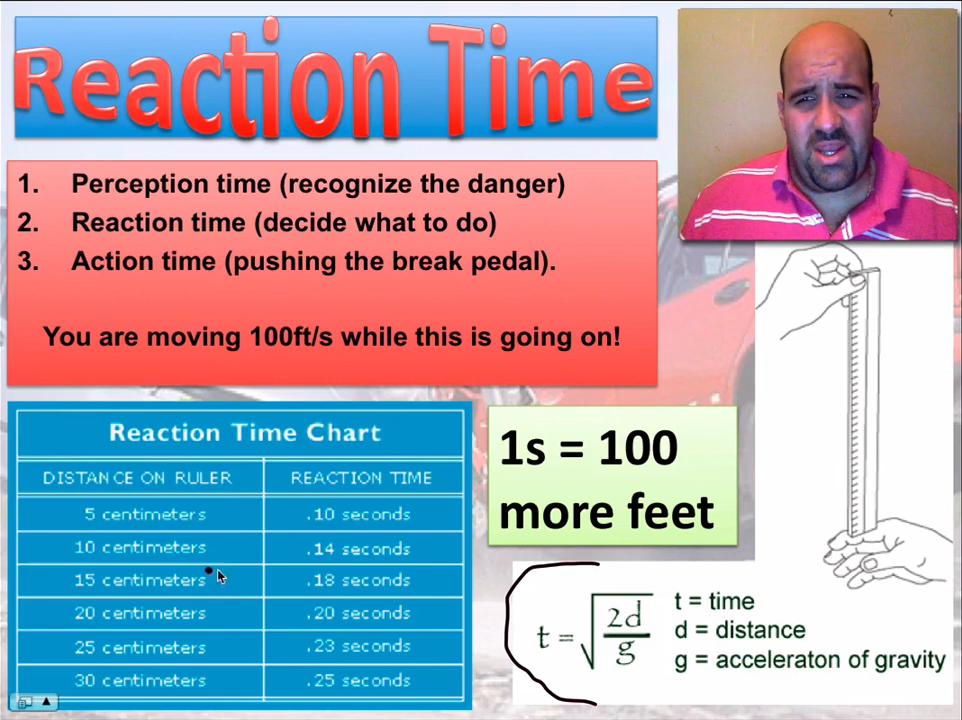 Reaction Time
1. Perception time (recognize the danger)
2. Reaction time (decide what to do)
3. Action time (pushing the break pedal).
You are moving 100ft/s while this is going on!
Reaction Time Chart
DISTANCE ON RULER REACTION TIME
5 centimeters .10 seconds
10 centimeters .14 seconds
15 centimeters .18 seconds
20 centimeters .20 seconds
25 centimeters .23 seconds
30 centimeters .25 seconds
1s = 100
more feet
t = √(2d/g)
t = time
d = distance
g = acceleraton of gravity